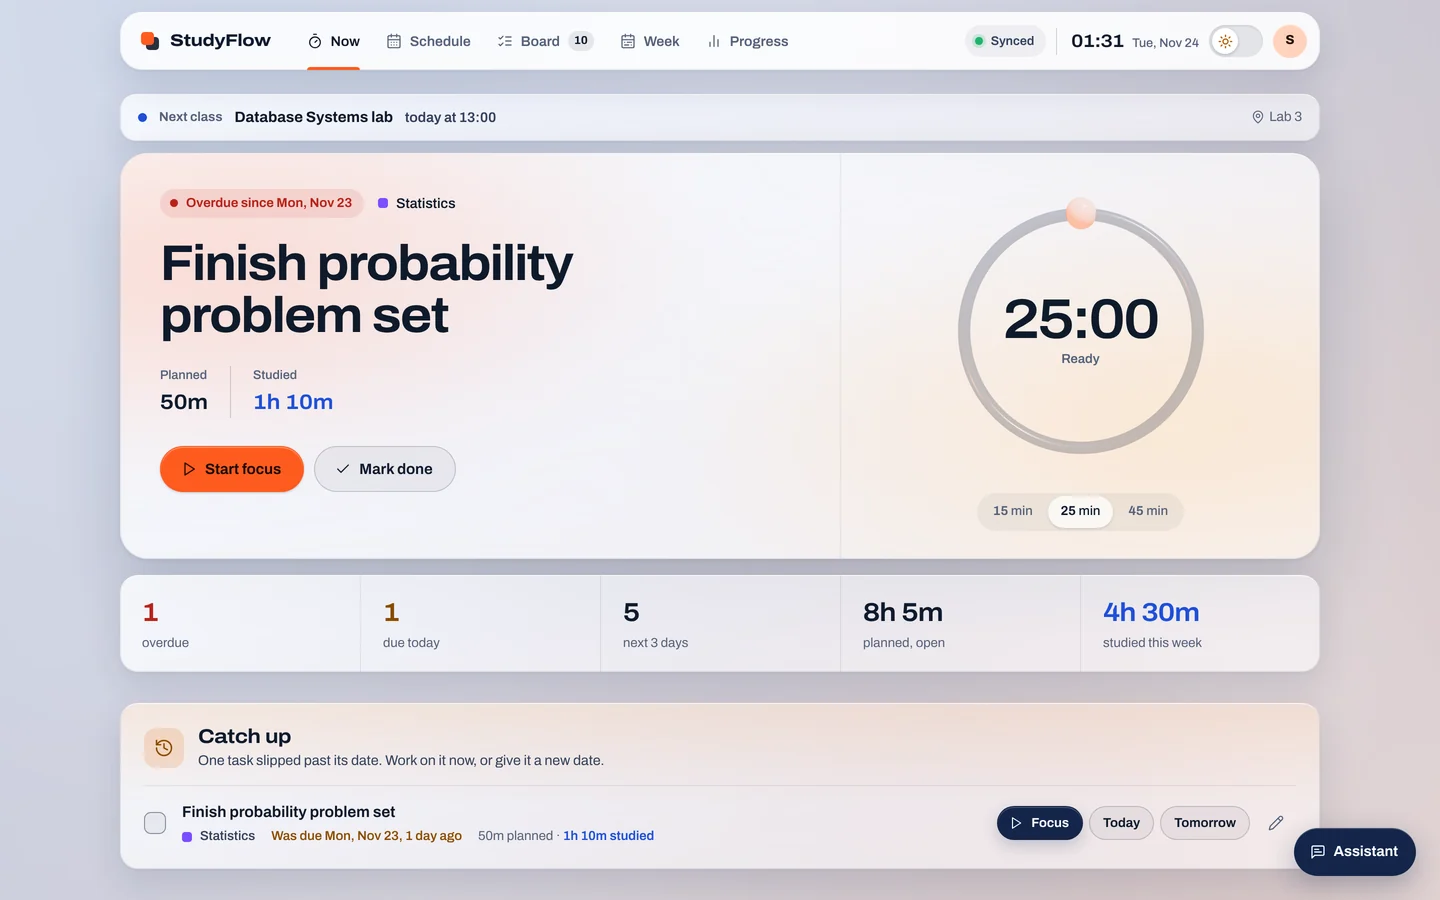 StudyFlow
Now
Schedule
Board 10
Week
Progress
Synced
01:31 Tue, Nov 24
S
Next class Database Systems lab today at 13:00
Lab 3
Overdue since Mon, Nov 23
Statistics
Finish probability
problem set
Planned
50m
Studied
1h 10m
Start focus
Mark done
25:00
Ready
15 min
25 min
45 min
1
overdue
1
due today
5
next 3 days
8h 5m
planned, open
4h 30m
studied this week
Catch up
One task slipped past its date. Work on it now, or give it a new date.
Finish probability problem set
Statistics Was due Mon, Nov 23, 1 day ago 50m planned · 1h 10m studied
Focus
Today
Tomorrow
Assistant